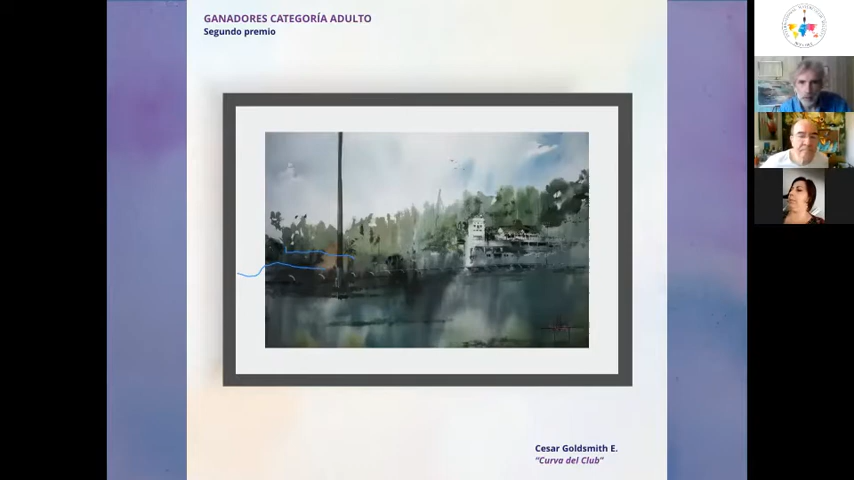 GANADORES CATEGORÍA ADULTO
Segundo premio
Cesar Goldsmith E.
"Curva del Club"